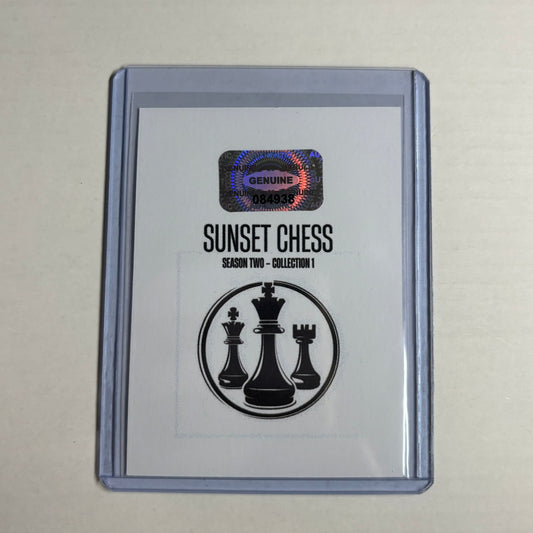 GENUINE
084938
SUNSET CHESS
SEASON TWO – COLLECTION 1